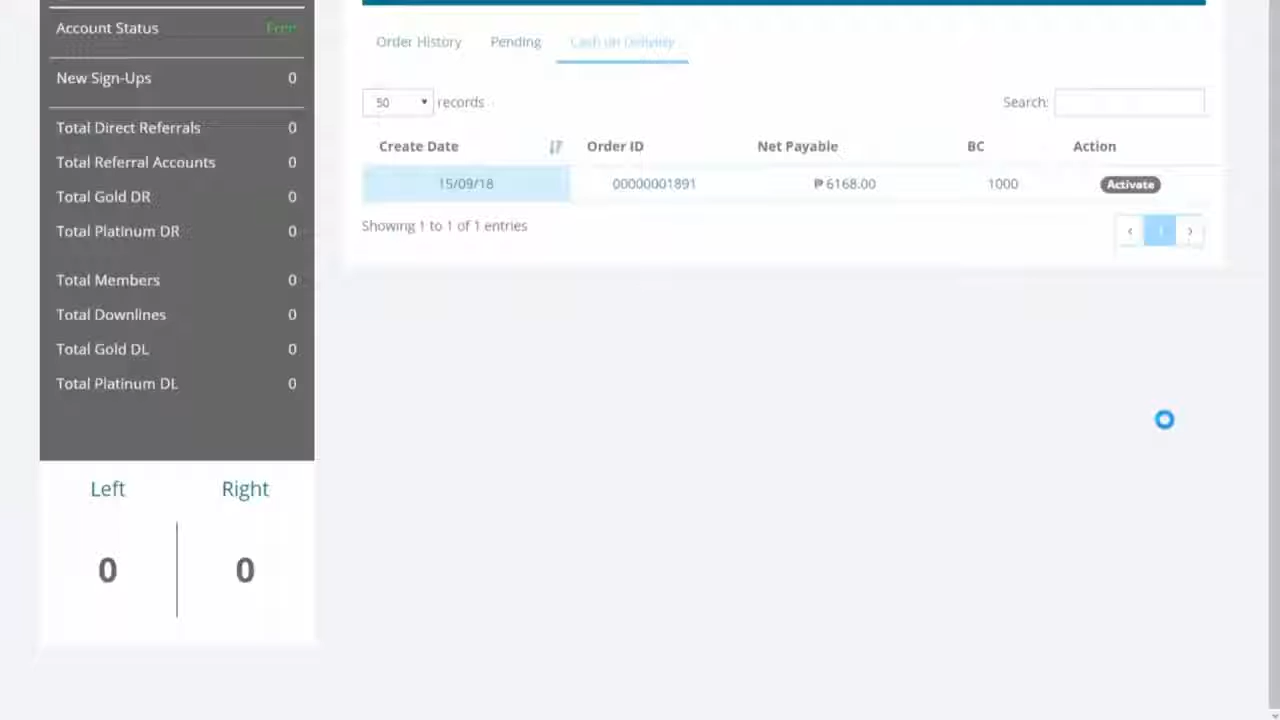 Account Status Free
New Sign-Ups 0
Total Direct Referrals 0
Total Referral Accounts 0
Total Gold DR 0
Total Platinum DR 0
Total Members 0
Total Downlines 0
Total Gold DL 0
Total Platinum DL 0
Left Right
0 0
Order History Pending Cash on Delivery
50 records Search:
Create Date Order ID Net Payable BC Action
15/09/18 00000001891 ₱ 6168.00 1000 Activate
Showing 1 to 1 of 1 entries
‹ 1 ›